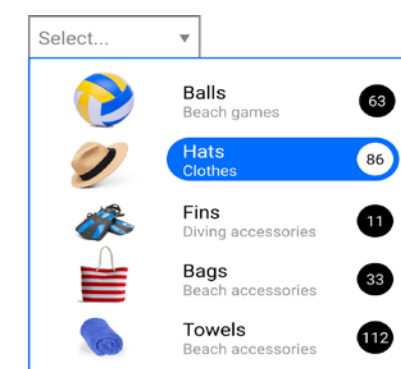 Select...
Balls
Beach games
63
Hats
Clothes
86
Fins
Diving accessories
11
Bags
Beach accessories
33
Towels
Beach accessories
112